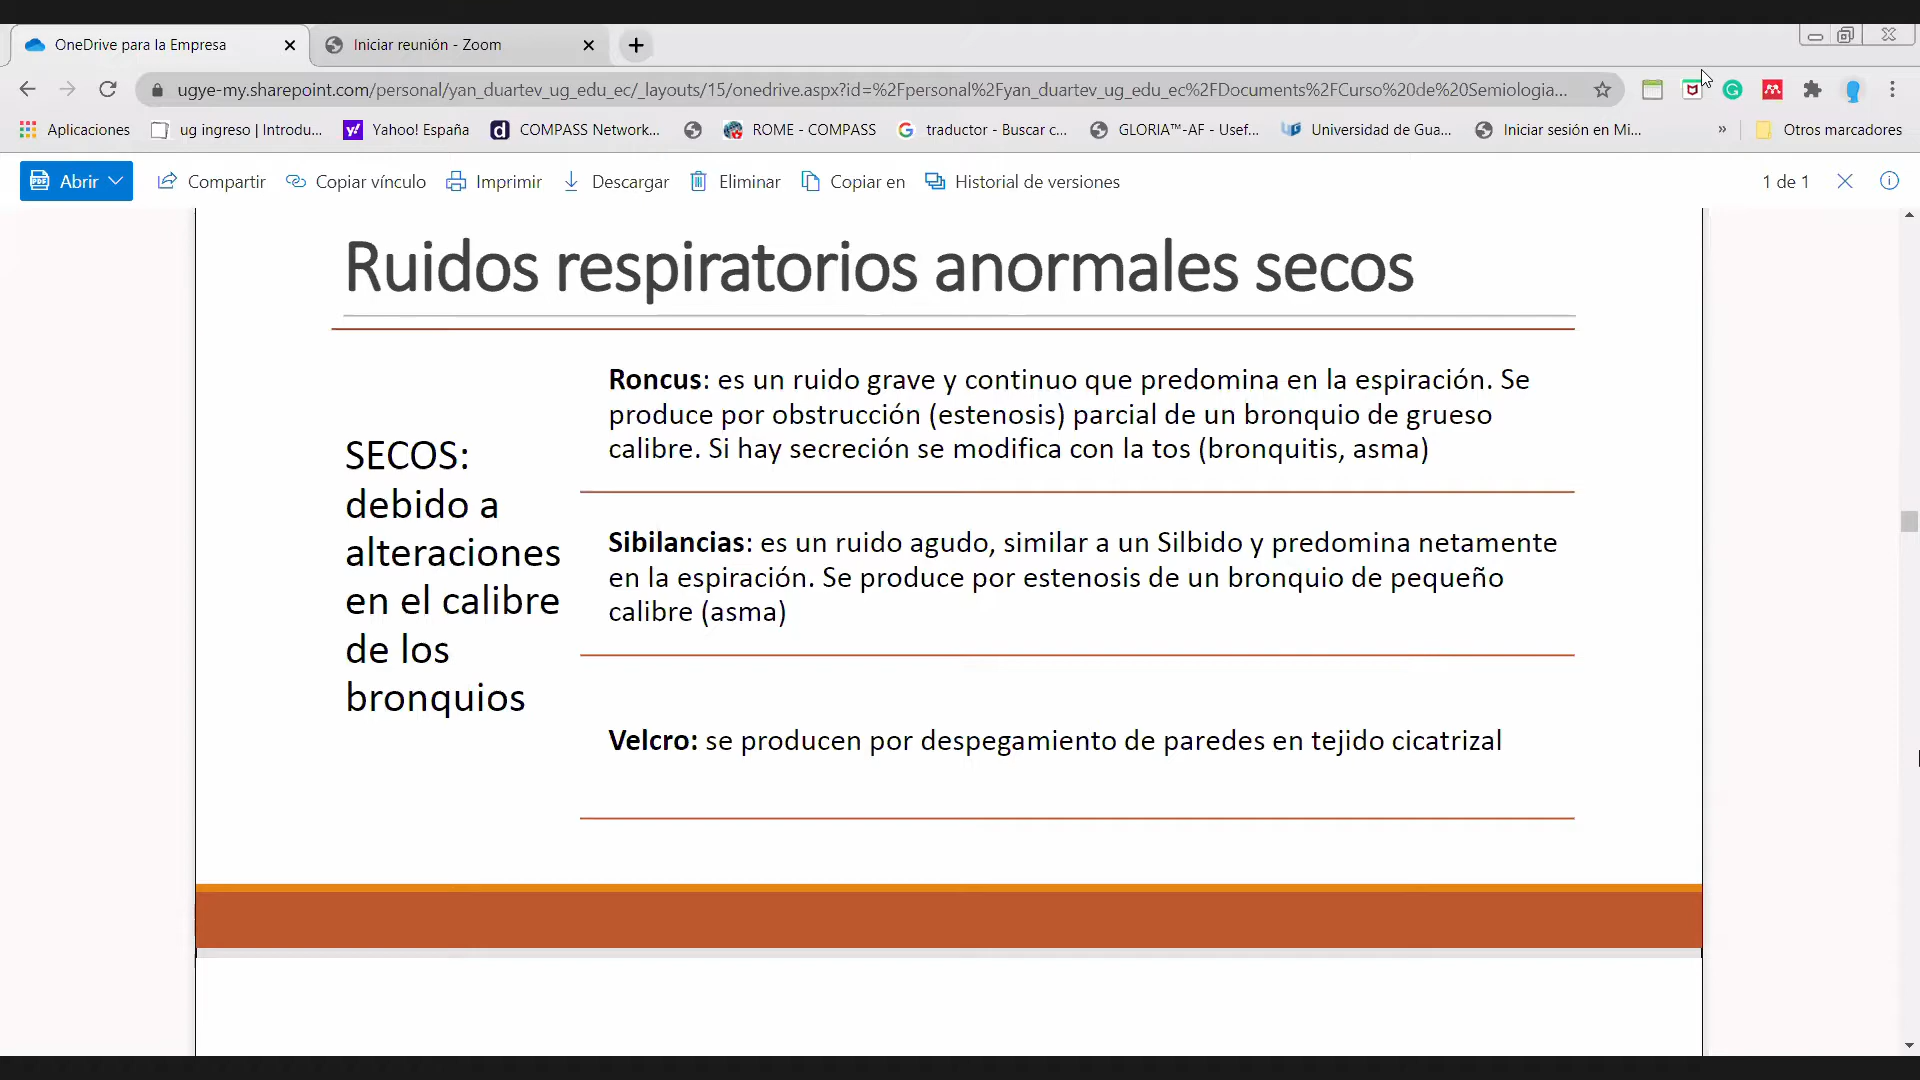 OneDrive para la Empresa
Iniciar reunión - Zoom
ugye-my.sharepoint.com/personal/yan_duartev_ug_edu_ec/_layouts/15/onedrive.aspx?id=%2Fpersonal%2Fyan_duartev_ug_edu_ec%2FDocuments%2FCurso%20de%20Semiologia...
Aplicaciones ug ingreso | Introdu... Yahoo! España COMPASS Network... ROME - COMPASS traductor - Buscar c... GLORIA™-AF - Usef... Universidad de Gua... Iniciar sesión en Mi... » Otros marcadores
Abrir Compartir Copiar vínculo Imprimir Descargar Eliminar Copiar en Historial de versiones 1 de 1
Ruidos respiratorios anormales secos
SECOS:
debido a
alteraciones
en el calibre
de los
bronquios
Roncus: es un ruido grave y continuo que predomina en la espiración. Se
produce por obstrucción (estenosis) parcial de un bronquio de grueso
calibre. Si hay secreción se modifica con la tos (bronquitis, asma)
Sibilancias: es un ruido agudo, similar a un Silbido y predomina netamente
en la espiración. Se produce por estenosis de un bronquio de pequeño
calibre (asma)
Velcro: se producen por despegamiento de paredes en tejido cicatrizal